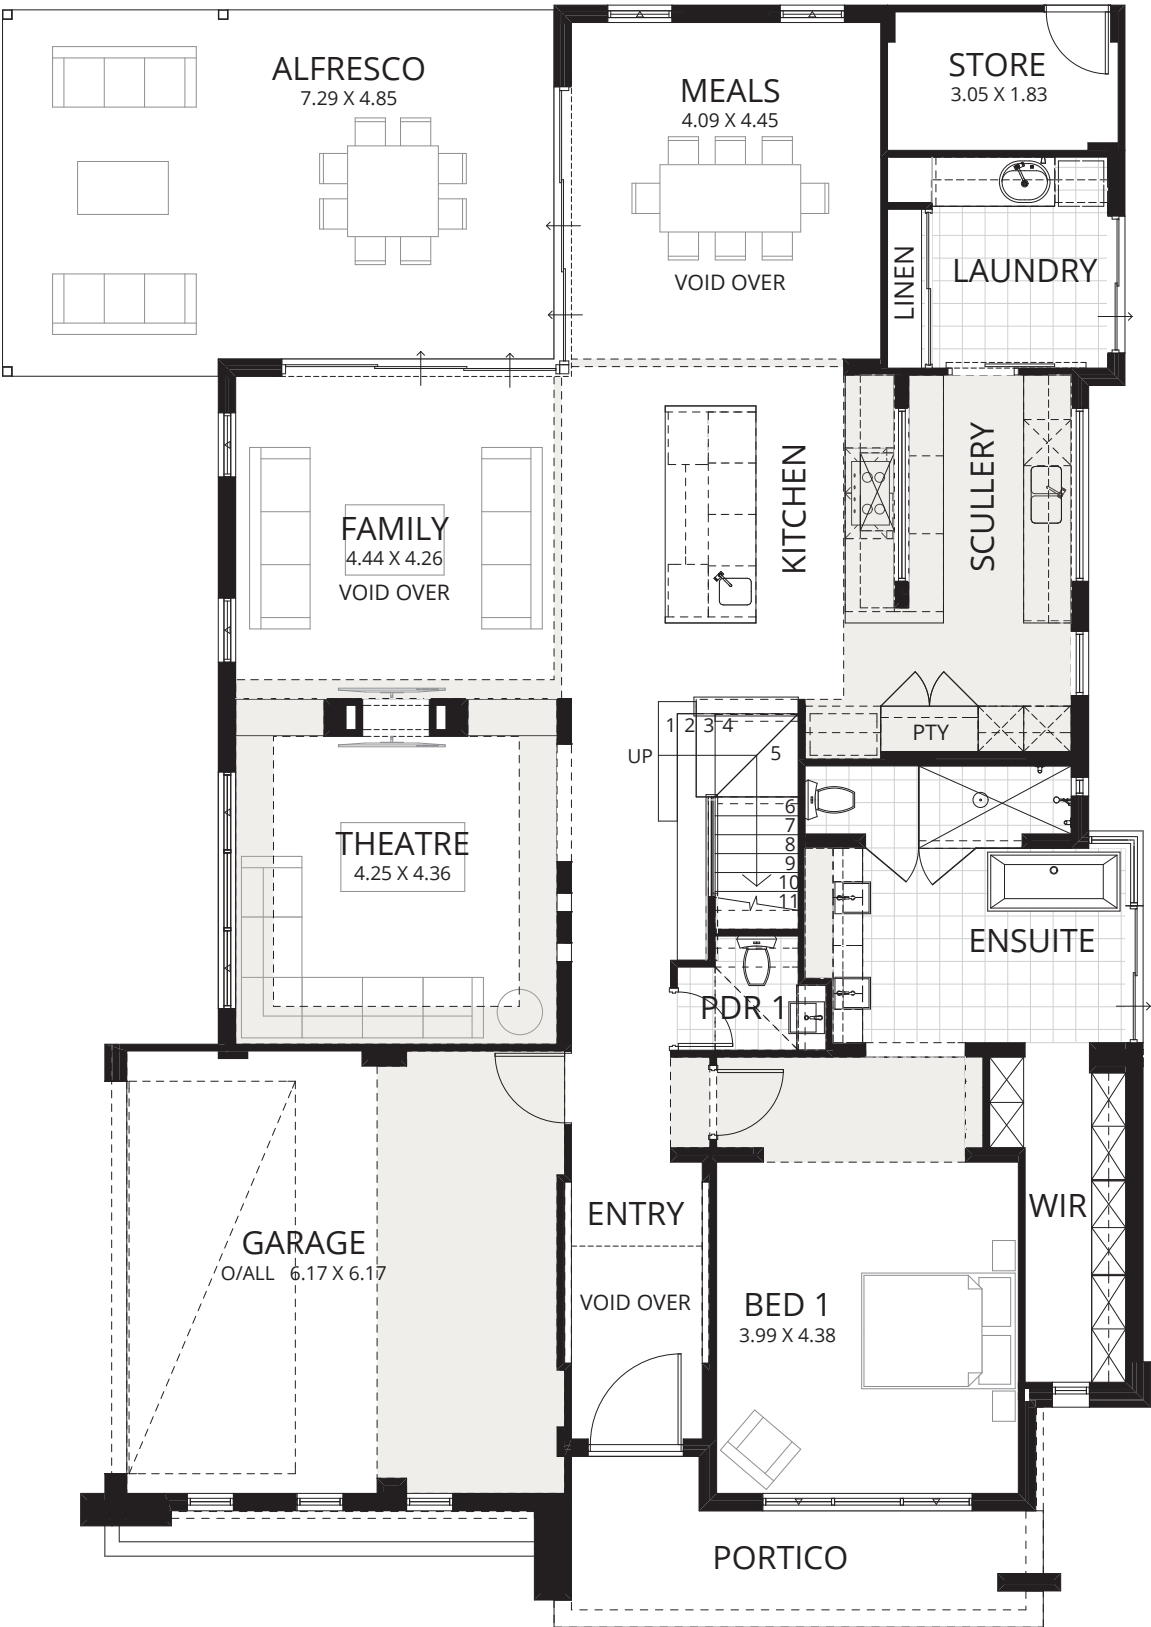 ALFRESCO
7.29 X 4.85
MEALS
4.09 X 4.45
VOID OVER
STORE
3.05 X 1.83
LINEN
LAUNDRY
FAMILY
4.44 X 4.26
VOID OVER
KITCHEN
SCULLERY
PTY
UP
1 2 3 4
5
6
7
8
9
10
11
THEATRE
4.25 X 4.36
ENSUITE
PDR 1
GARAGE
O/ALL 6.17 X 6.17
ENTRY
VOID OVER
WIR
BED 1
3.99 X 4.38
PORTICO